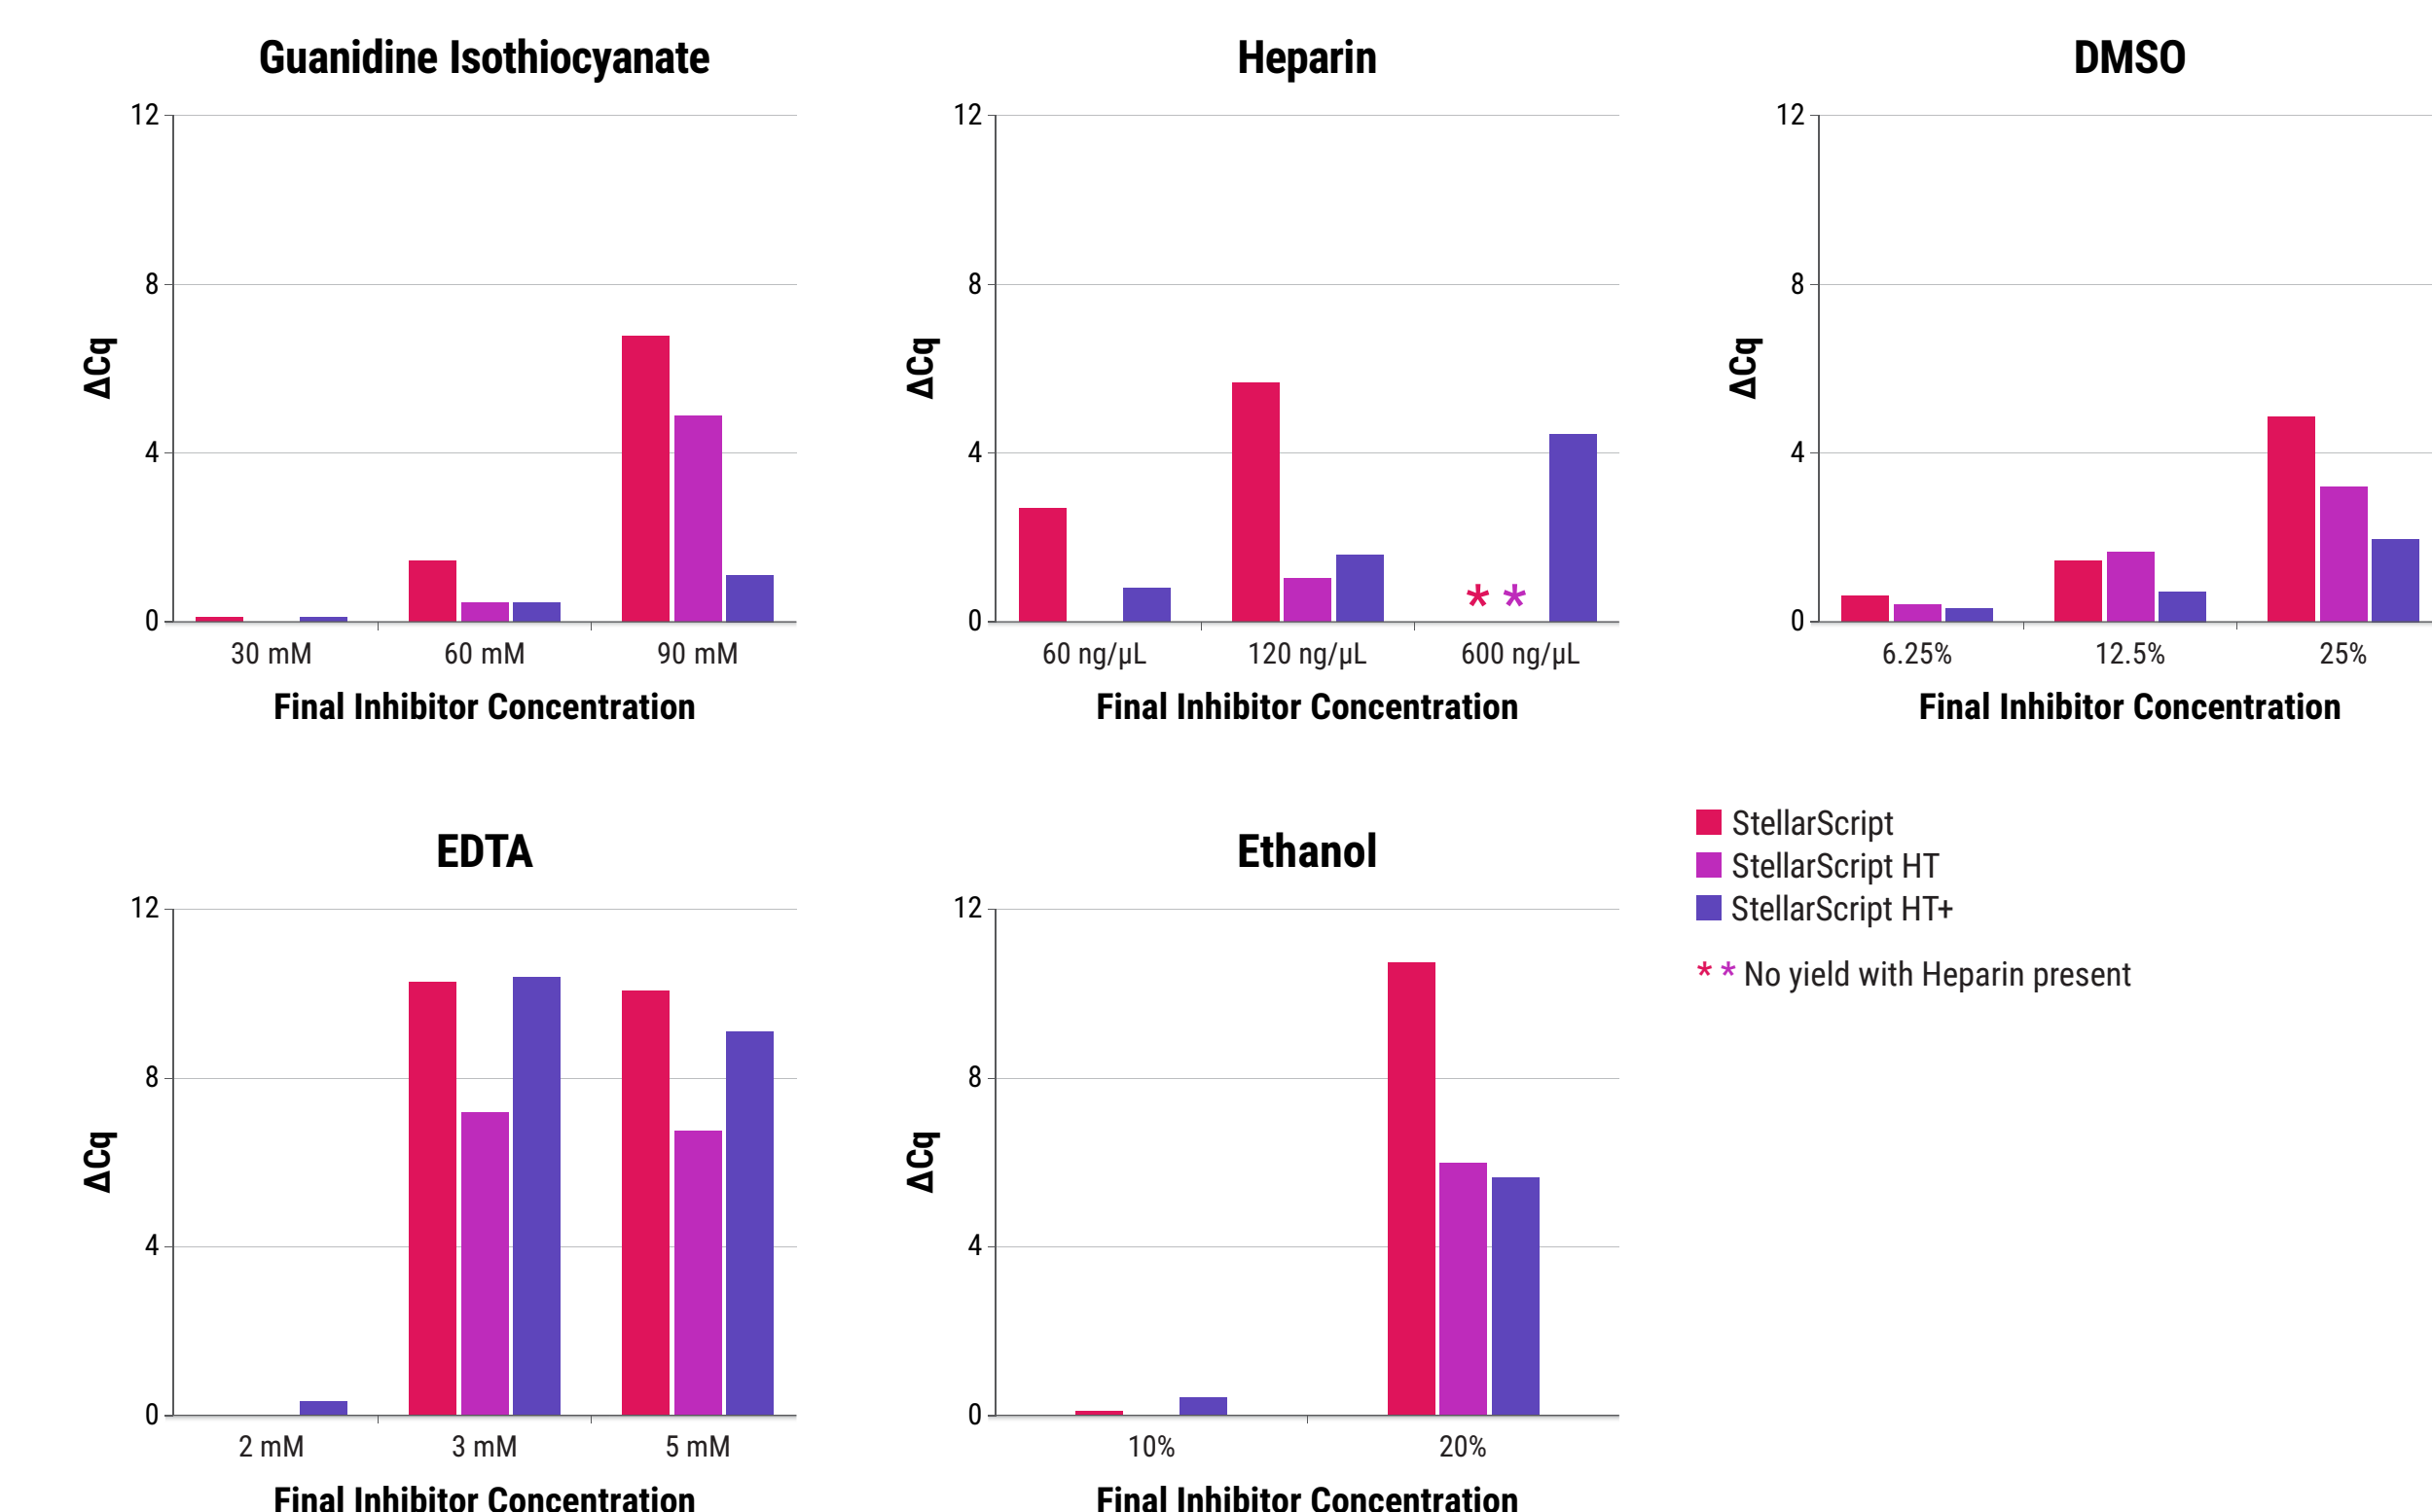 Guanidine Isothiocyanate
12
8
4
0
ΔCq
30 mM 60 mM 90 mM
Final Inhibitor Concentration
Heparin
12
8
4
0
ΔCq
* *
60 ng/µL 120 ng/µL 600 ng/µL
Final Inhibitor Concentration
DMSO
12
8
4
0
ΔCq
6.25% 12.5% 25%
Final Inhibitor Concentration
EDTA
12
8
4
0
ΔCq
2 mM 3 mM 5 mM
Final Inhibitor Concentration
Ethanol
12
8
4
0
ΔCq
10% 20%
Final Inhibitor Concentration
StellarScript
StellarScript HT
StellarScript HT+
* * No yield with Heparin present